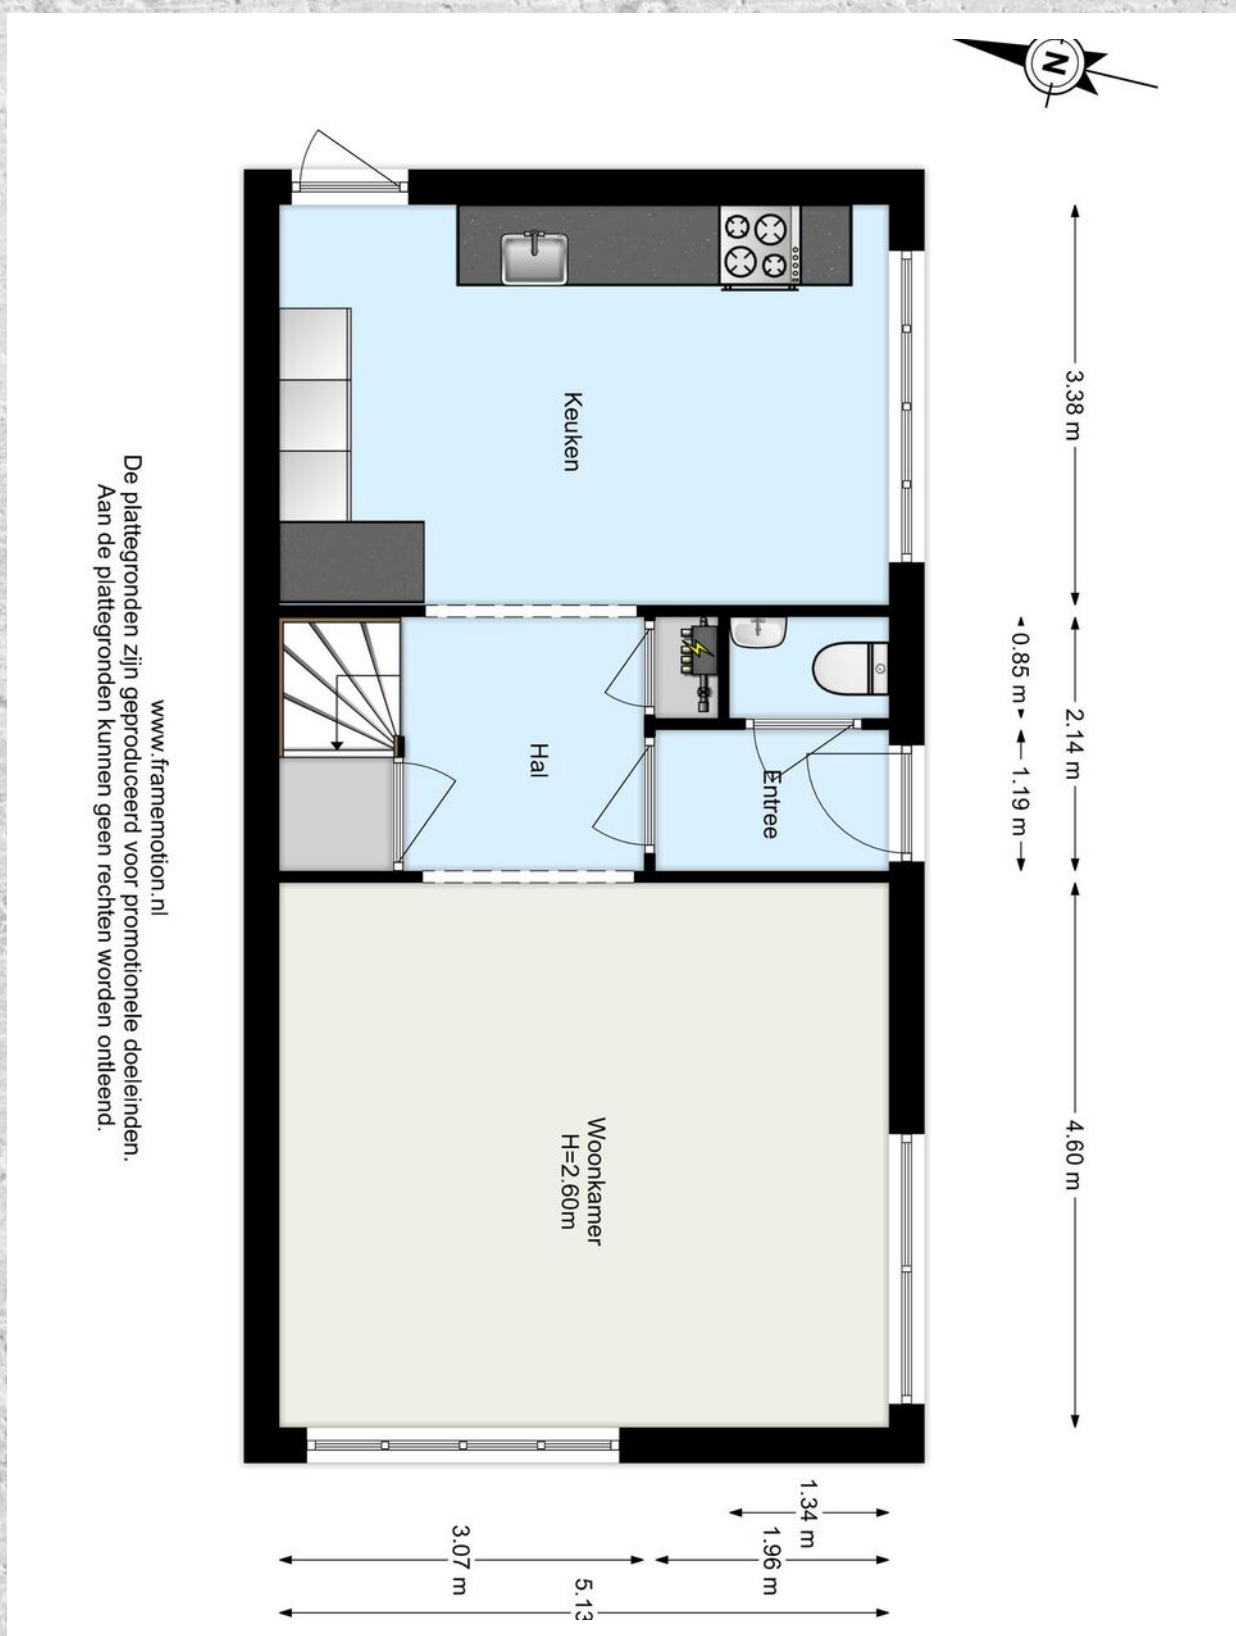 N
3.38 m
0.85 m
2.14 m
1.19 m
4.60 m
Keuken
Hal
Entree
Woonkamer
H=2.60m
1.34 m
1.96 m
3.07 m
5.13
www.framemotion.nl
De plattegronden zijn geproduceerd voor promotionele doeleinden.
Aan de plattegronden kunnen geen rechten worden ontleend.